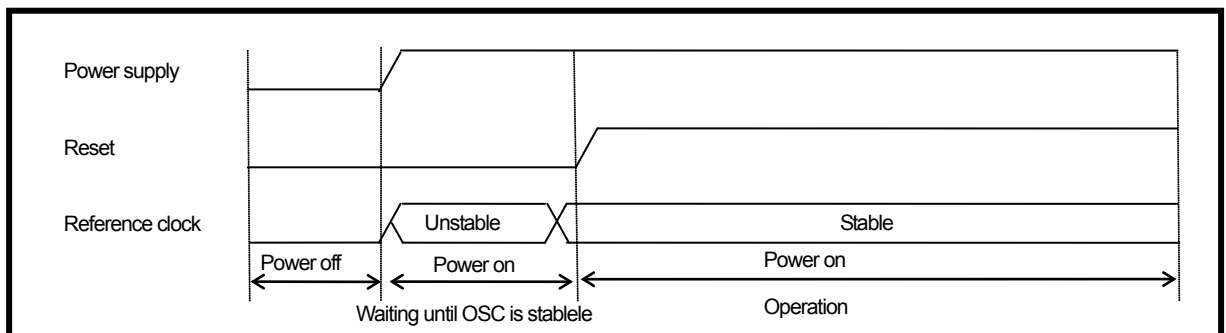 Power supply
Reset
Reference clock
Unstable
Stable
Power off
Power on
Power on
Waiting until OSC is stablele
Operation